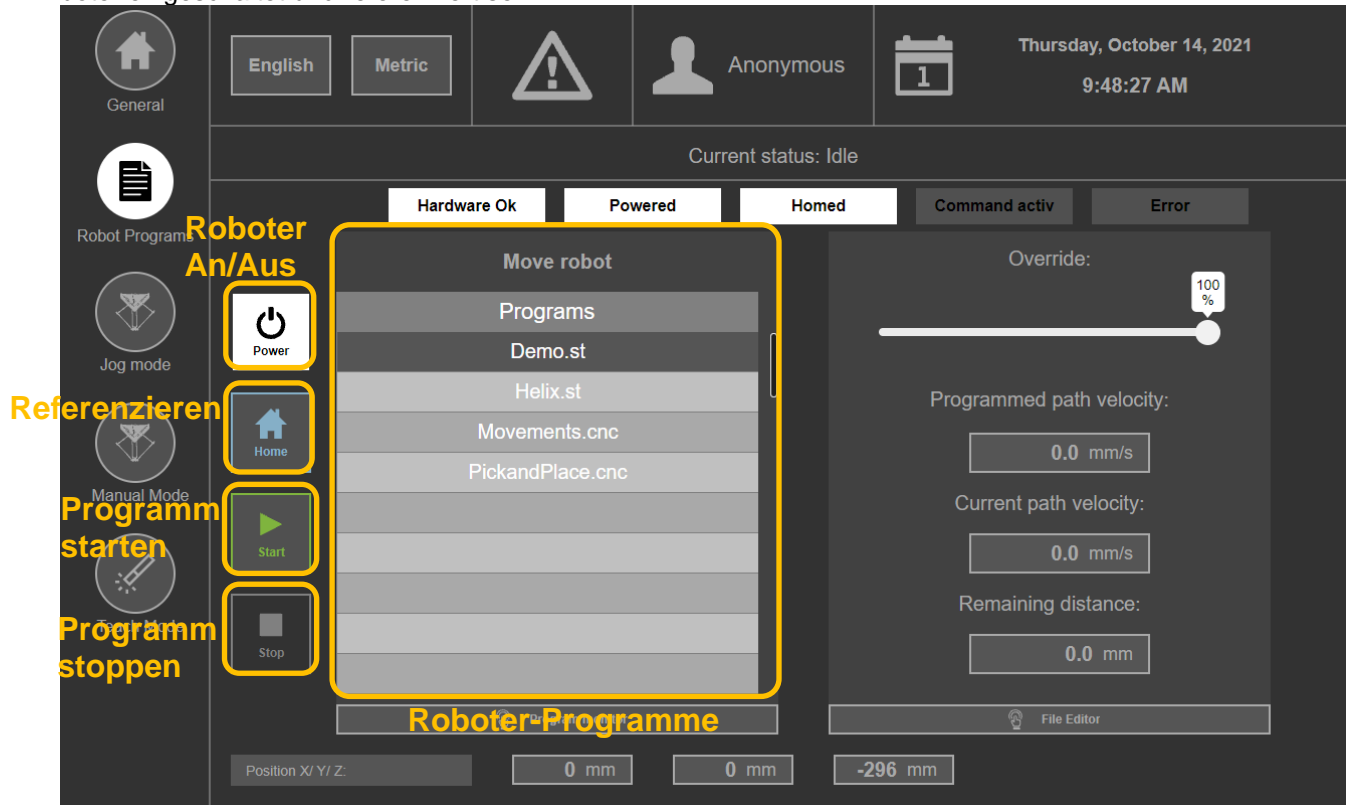 English
Metric
Anonymous
1
Thursday, October 14, 2021
9:48:27 AM
General
Current status: Idle
Hardware Ok
Powered
Homed
Command activ
Error
Robot Programs
Roboter
An/Aus
Move robot
Override:
100
%
Programs
Power
Demo.st
Jog mode
Helix.st
Referenzieren
Programmed path velocity:
Home
Movements.cnc
0.0 mm/s
PickandPlace.cnc
Manual Mode
Programm
starten
Current path velocity:
Start
0.0 mm/s
Remaining distance:
Programm
stoppen
Stop
0.0 mm
Roboter-Programme
File Editor
Position X/ Y/ Z:
0 mm
0 mm
-296 mm